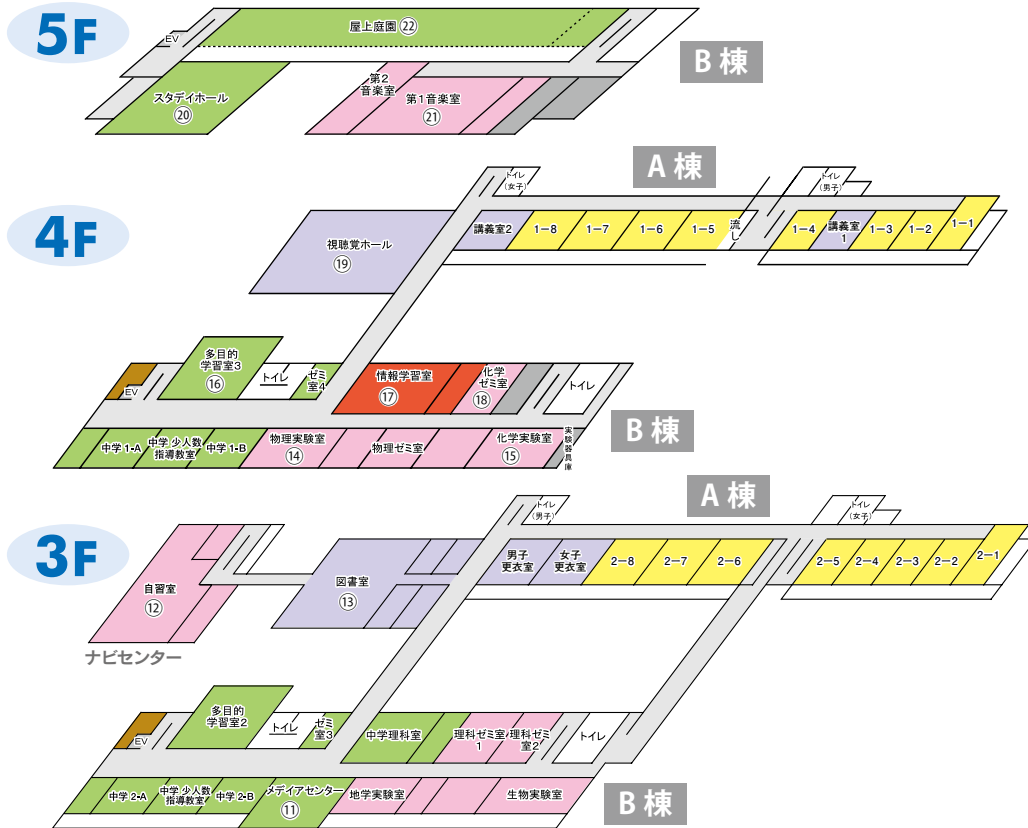 5F
EV
屋上庭園 22
B棟
スタデイホール
20
第2
音楽室
第1音楽室
21
4F
A棟
トイレ
(女子)
トイレ
(男子)
講義室2
1-8
1-7
1-6
1-5
流し
1-4
講義室
1
1-3
1-2
1-1
視聴覚ホール
19
多目的
学習室3
16
トイレ
ゼミ
室4
情報学習室
17
化学
ゼミ室
18
トイレ
EV
中学1-A
中学 少人数
指導教室
中学1-B
物理実験室
14
物理ゼミ室
化学実験室
15
実験器具庫
B棟
3F
A棟
トイレ
(男子)
トイレ
(女子)
男子
更衣室
女子
更衣室
2-8
2-7
2-6
2-5
2-4
2-3
2-2
2-1
自習室
12
図書室
13
ナビセンター
多目的
学習室2
トイレ
ゼミ
室3
中学理科室
理科ゼミ室
1
理科ゼミ
室2
トイレ
EV
中学2-A
中学 少人数
指導教室
中学2-B
メデイアセンター
11
地学実験室
生物実験室
B棟